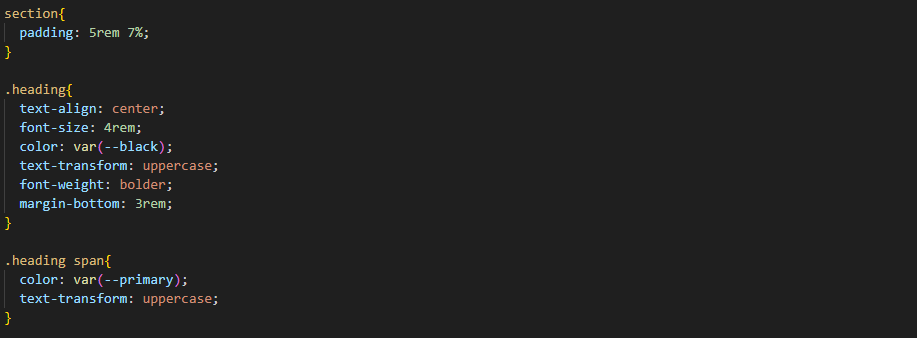 section{
  padding: 5rem 7%;
}

.heading{
  text-align: center;
  font-size: 4rem;
  color: var(--black);
  text-transform: uppercase;
  font-weight: bolder;
  margin-bottom: 3rem;
}

.heading span{
  color: var(--primary);
  text-transform: uppercase;
}